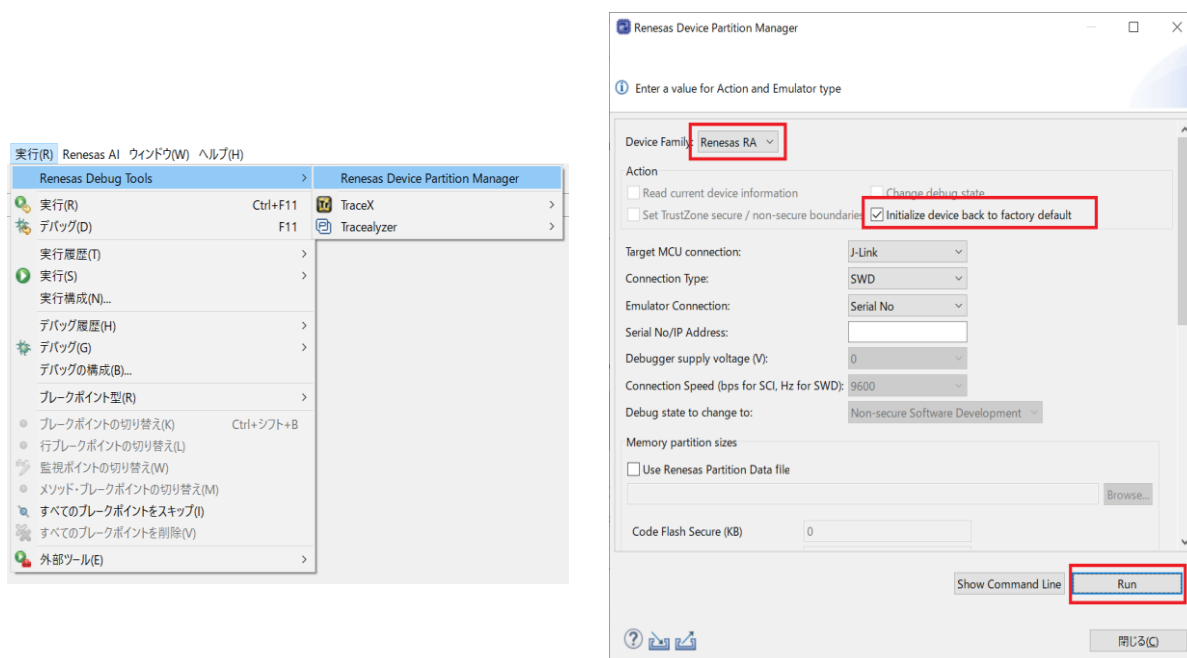 実行(R) Renesas AI ウィンドウ(W) ヘルプ(H)
Renesas Debug Tools
実行(R) Ctrl+F11
デバッグ(D) F11
実行履歴(T)
実行(S)
実行構成(N)...
デバッグ履歴(H)
デバッグ(G)
デバッグの構成(B)...
ブレークポイント型(R)
ブレークポイントの切り替え(K) Ctrl+シフト+B
行ブレークポイントの切り替え(L)
監視ポイントの切り替え(W)
メソッド・ブレークポイントの切り替え(M)
すべてのブレークポイントをスキップ(I)
すべてのブレークポイントを削除(V)
外部ツール(E)
Renesas Device Partition Manager
TraceX
Tracealyzer
Renesas Device Partition Manager
Enter a value for Action and Emulator type
Device Family: Renesas RA
Action
Read current device information Change debug state
Set TrustZone secure / non-secure boundaries Initialize device back to factory default
Target MCU connection: J-Link
Connection Type: SWD
Emulator Connection: Serial No
Serial No/IP Address:
Debugger supply voltage (V): 0
Connection Speed (bps for SCI, Hz for SWD): 9600
Debug state to change to: Non-secure Software Development
Memory partition sizes
Use Renesas Partition Data file
Browse...
Code Flash Secure (KB) 0
Show Command Line Run
閉じる(C)